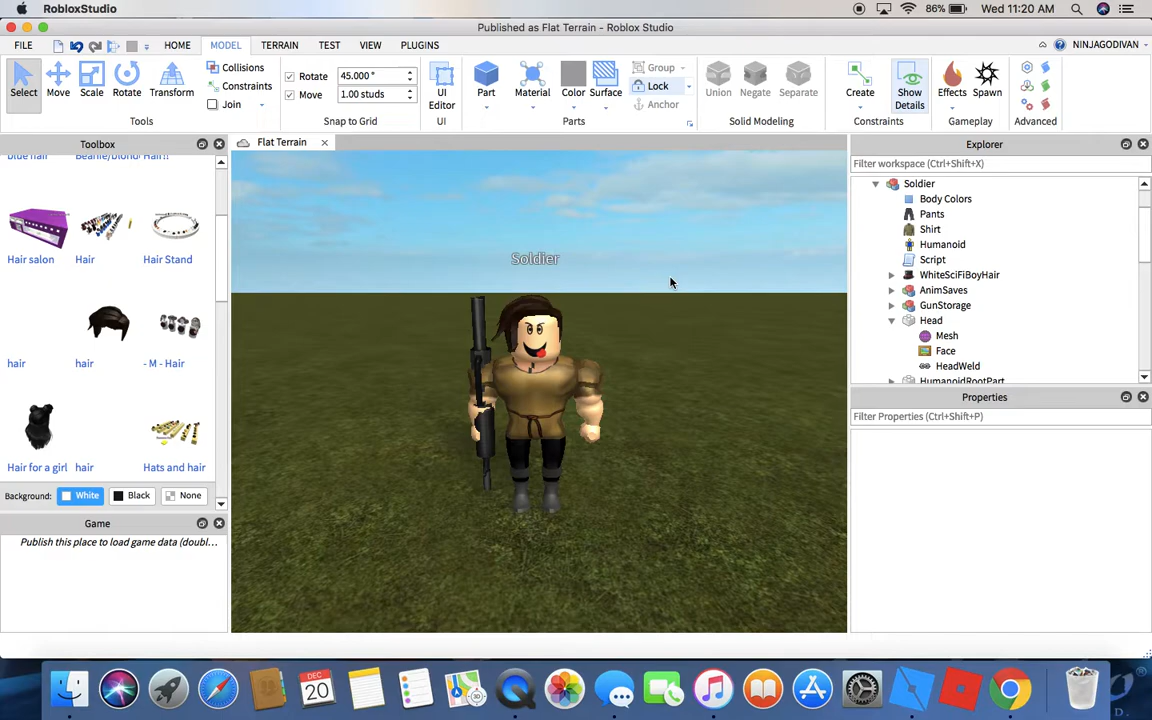 RobloxStudio
86%
Wed 11:20 AM
Published as Flat Terrain - Roblox Studio
FILE
HOME
MODEL
TERRAIN
TEST
VIEW
PLUGINS
NINJAGODIVAN
Select
Move
Scale
Rotate
Transform
Collisions
Constraints
Join
Tools
Rotate
45.000 °
Move
1.00 studs
Snap to Grid
UI
Editor
UI
Part
Material
Color
Surface
Group
Lock
Anchor
Parts
Union
Negate
Separate
Solid Modeling
Create
Show
Details
Constraints
Effects
Spawn
Gameplay
Advanced
Toolbox
blue hair
Beanie/blond
Hair!!
Hair salon
Hair
Hair Stand
hair
hair
- M - Hair
Hair for a girl
hair
Hats and hair
Background:
White
Black
None
Game
Publish this place to load game data (doubl...
Flat Terrain
Soldier
Explorer
Filter workspace (Ctrl+Shift+X)
Soldier
Body Colors
Pants
Shirt
Humanoid
Script
WhiteSciFiBoyHair
AnimSaves
GunStorage
Head
Mesh
Face
HeadWeld
HumanoidRootPart
Properties
Filter Properties (Ctrl+Shift+P)
DEC
20